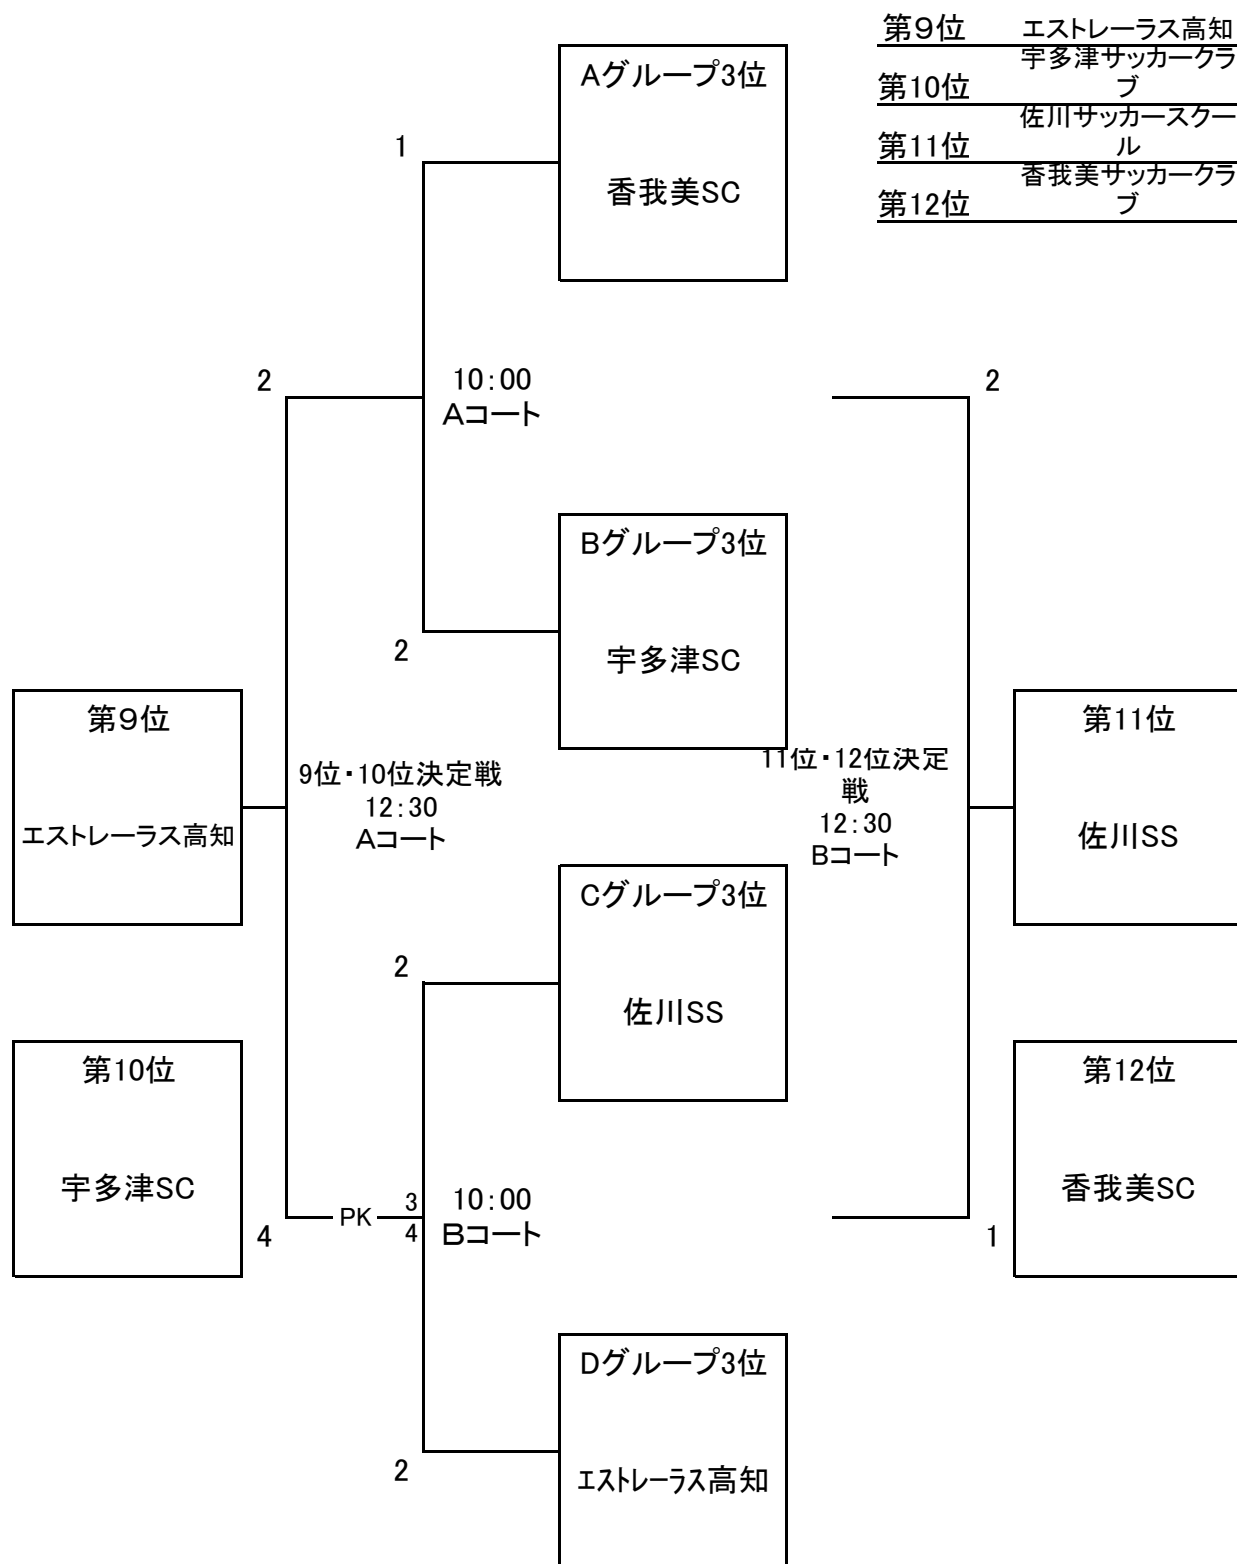 第９位 エストレーラス高知
宇多津サッカークラ
第10位 ブ
佐川サッカースクー
第11位 ル
香我美サッカークラ
第12位 ブ
Aグループ3位
1
香我美SC
2
10：00
Aコート
2
Bグループ3位
2
宇多津SC
第９位
エストレーラス高知
9位・10位決定戦
12：30
Aコート
11位・12位決定
戦
12：30
Bコート
第11位
佐川SS
Cグループ3位
2
佐川SS
第10位
宇多津SC
4
PK
3
4
10：00
Bコート
第12位
香我美SC
1
Dグループ3位
2
エストレーラス高知